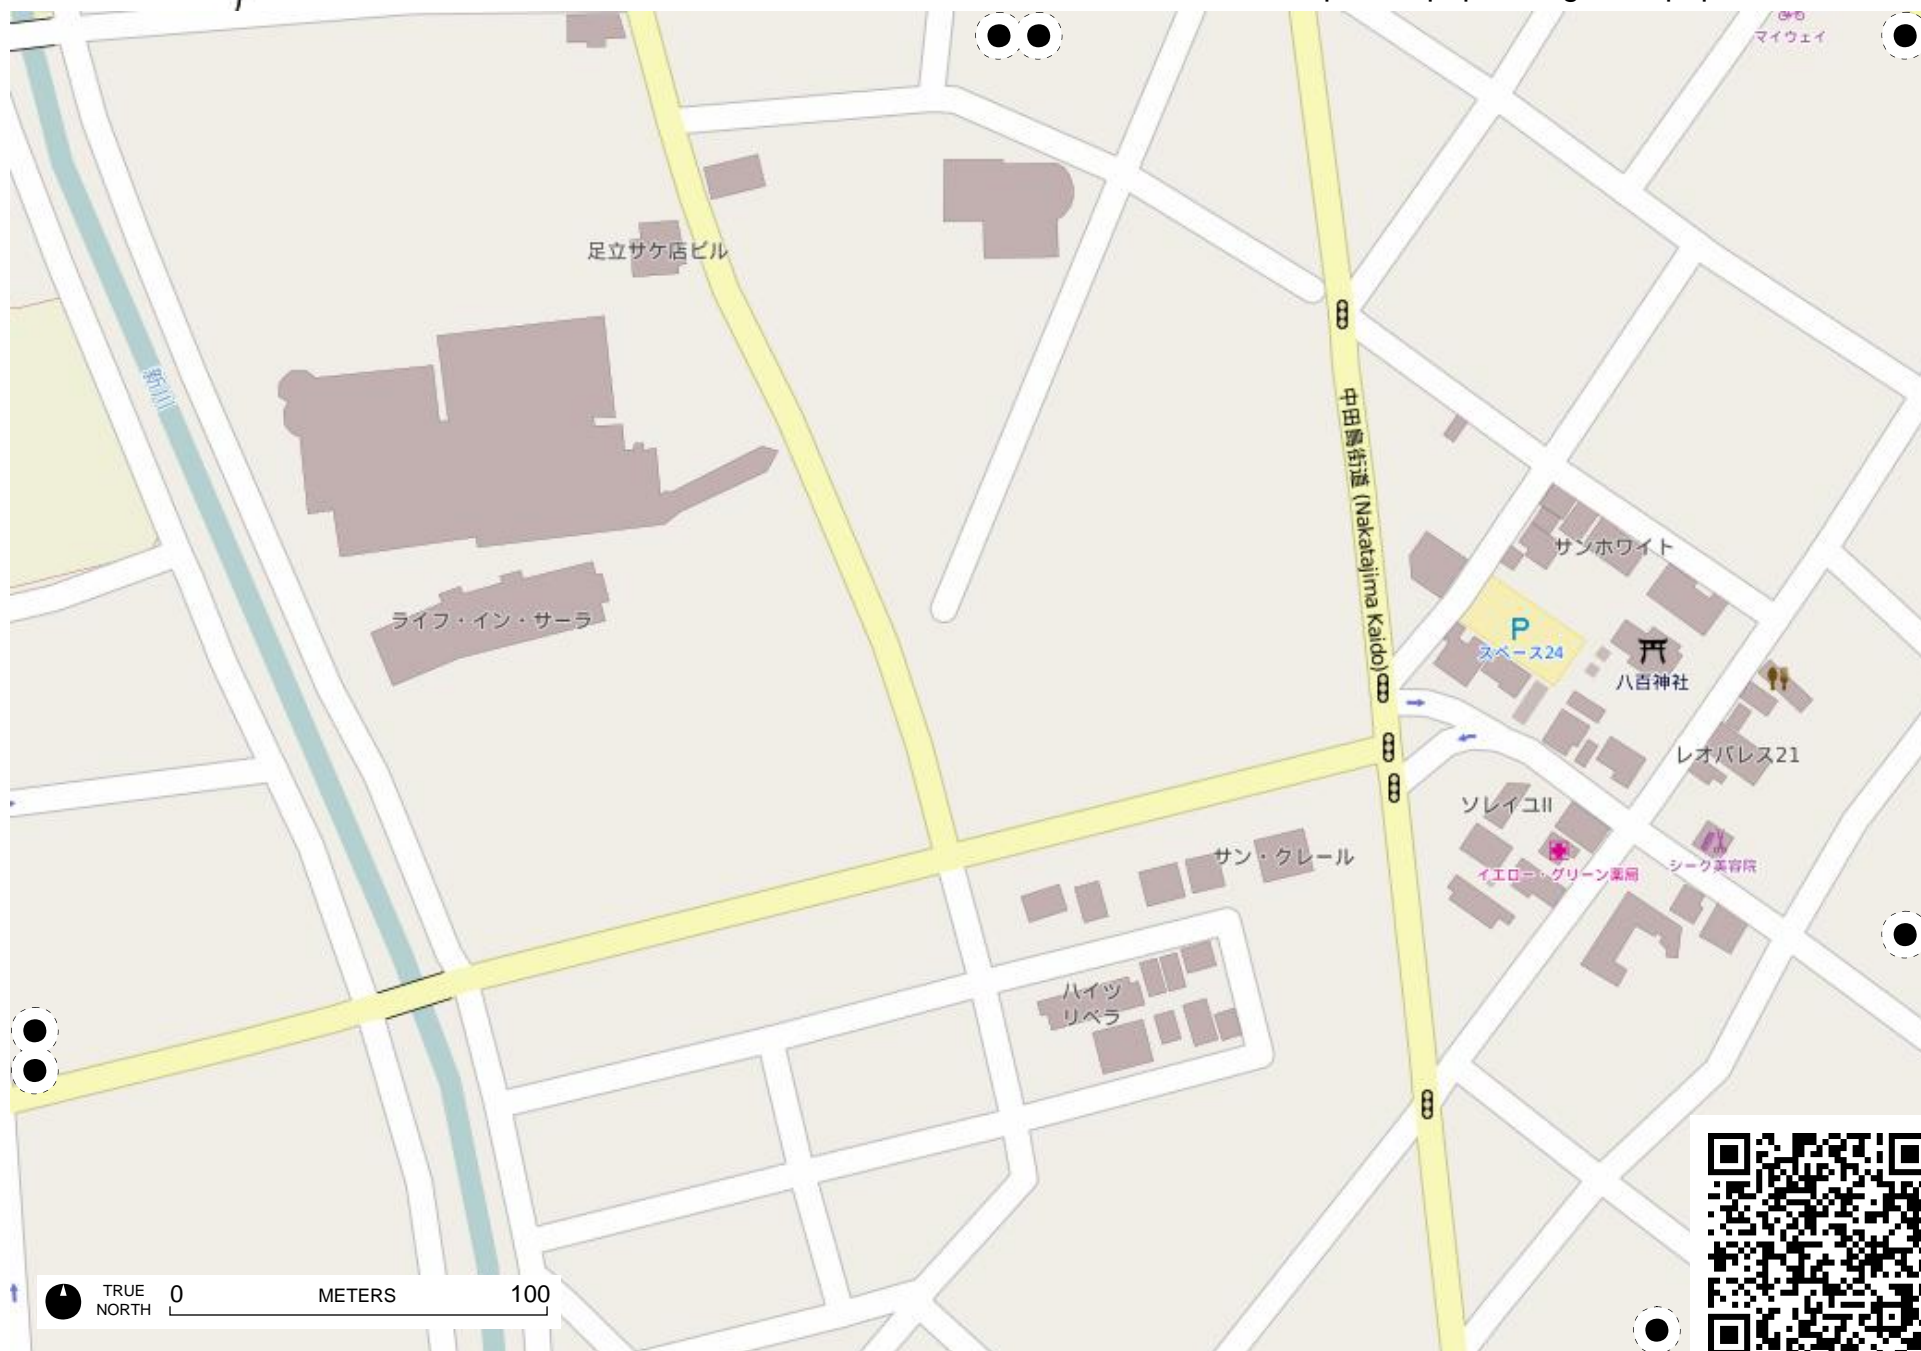 マイウェイ
足立サケ店ビル
新川
中田島街道 (Nakatajima Kaido)
サンホワイト
ライフ・イン・サーラ
P
スペース24
八百神社
レオパレス21
ソレイユII
サン・クレール
イエロー・グリーン薬局
シーク美容院
ハイツ
リベラ
TRUE
NORTH
0 METERS 100